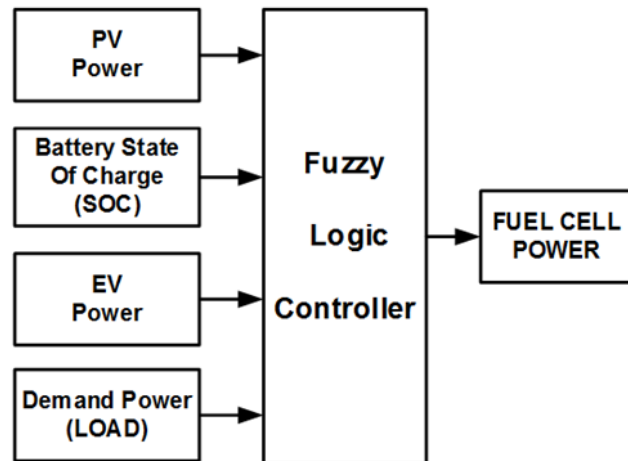 PV
Power
Battery State
Of Charge
(SOC)
EV
Power
Demand Power
(LOAD)
Fuzzy
Logic
Controller
FUEL CELL
POWER